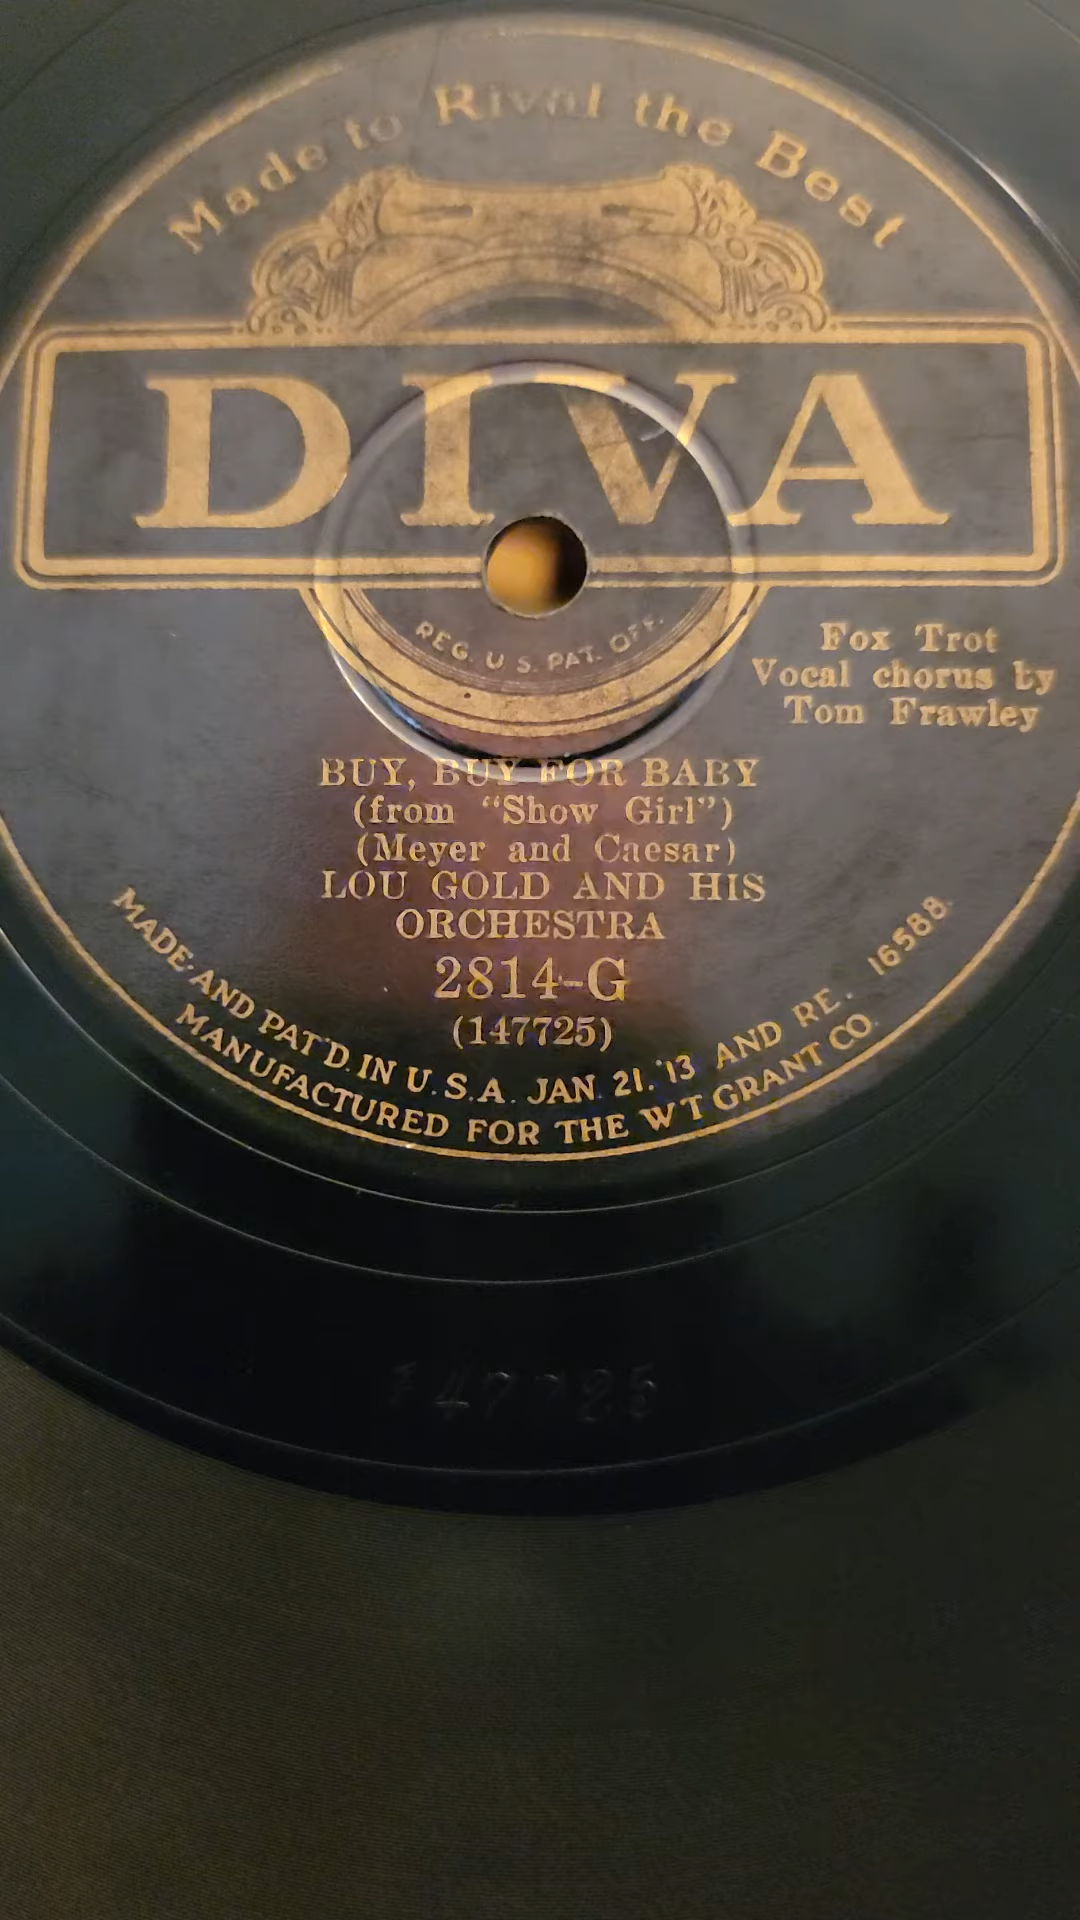 Made to Rival the Best
DIVA
REG. U.S. PAT. OFF.
Fox Trot
Vocal chorus by
Tom Frawley
BUY, BUY FOR BABY
(from “Show Girl”)
(Meyer and Caesar)
LOU GOLD AND HIS
ORCHESTRA
2814-G
(147725)
MADE AND PAT'D. IN U.S.A. JAN. 21. '13 AND RE. 16588.
MANUFACTURED FOR THE W T GRANT CO.
147725